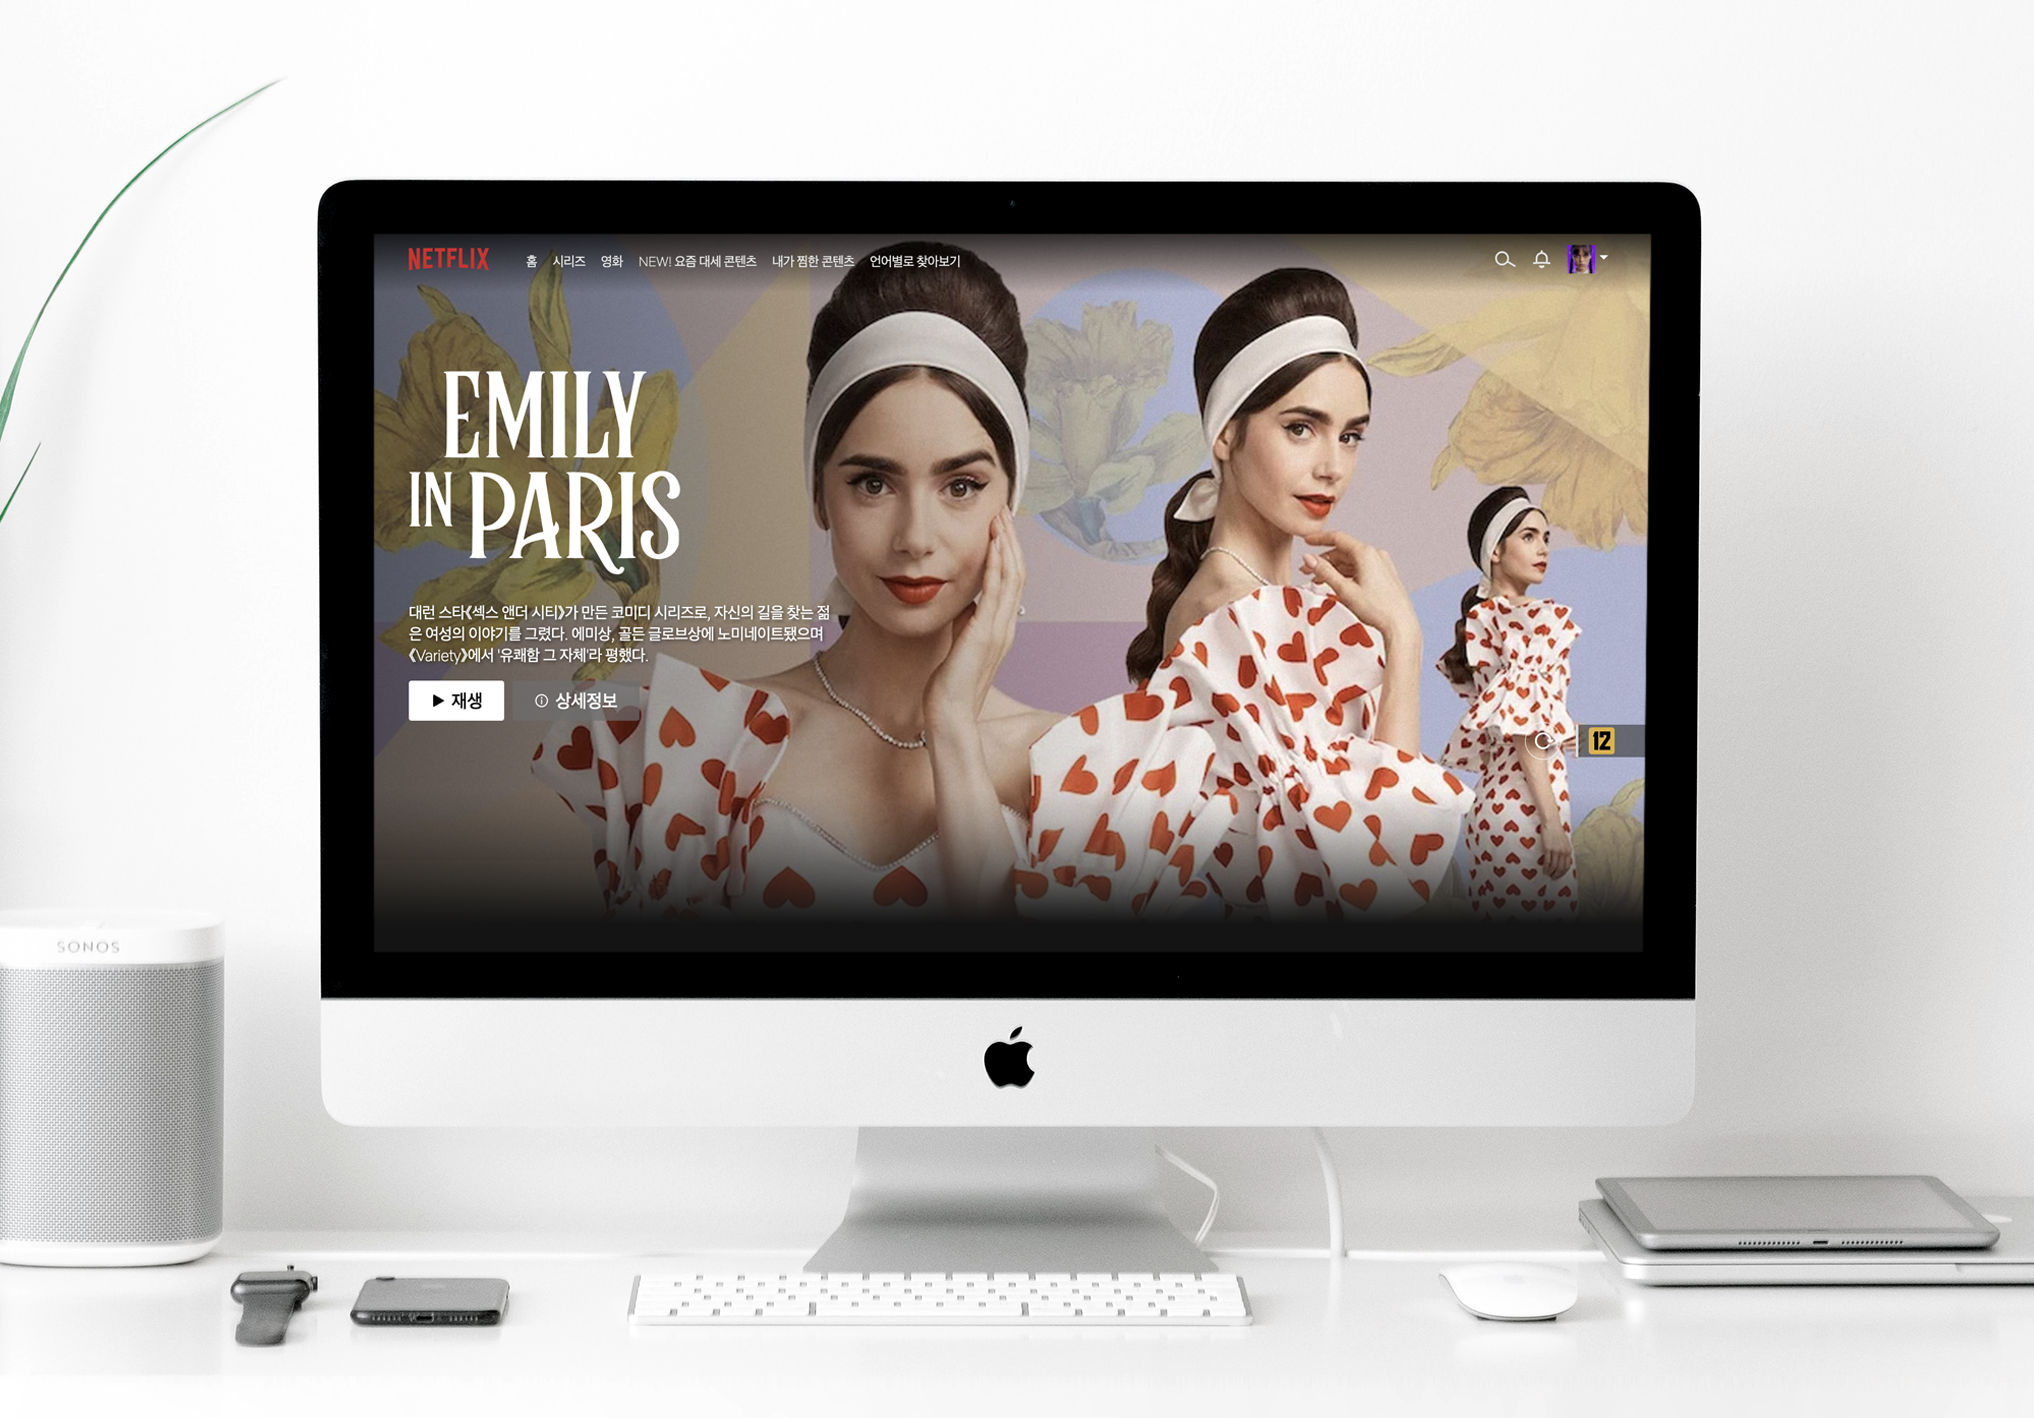 NETFLIX 홈 시리즈 영화 NEW! 요즘 대세 콘텐츠 내가 찜한 콘텐츠 언어별로 찾아보기
EMILY
IN PARIS
대런 스타《섹스 앤더 시티》가 만든 코미디 시리즈로, 자신의 길을 찾는 젊
은 여성의 이야기를 그렸다. 에미상, 골든 글로브상에 노미네이트됐으며
《Variety》에서 '유쾌함 그 자체'라 평했다.
재생 상세정보
12
SONOS